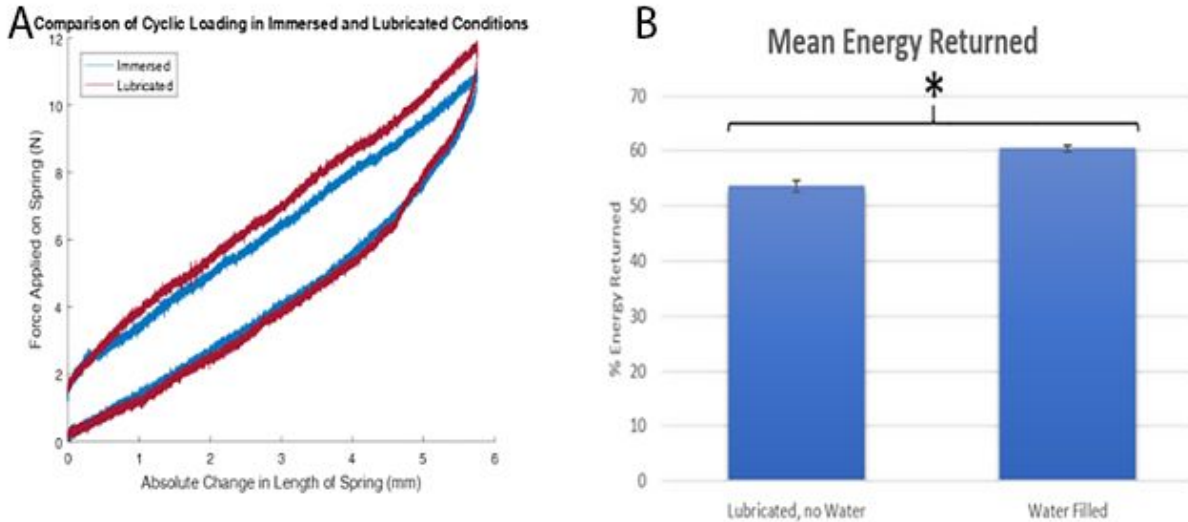 A
Comparison of Cyclic Loading in Immersed and Lubricated Conditions
Immersed
Lubricated
Force Applied on Spring (N)
12
10
8
6
4
2
0
0 1 2 3 4 5 6
Absolute Change in Length of Spring (mm)
B
Mean Energy Returned
*
% Energy Returned
70
60
50
40
30
20
10
0
Lubricated, no Water
Water Filled